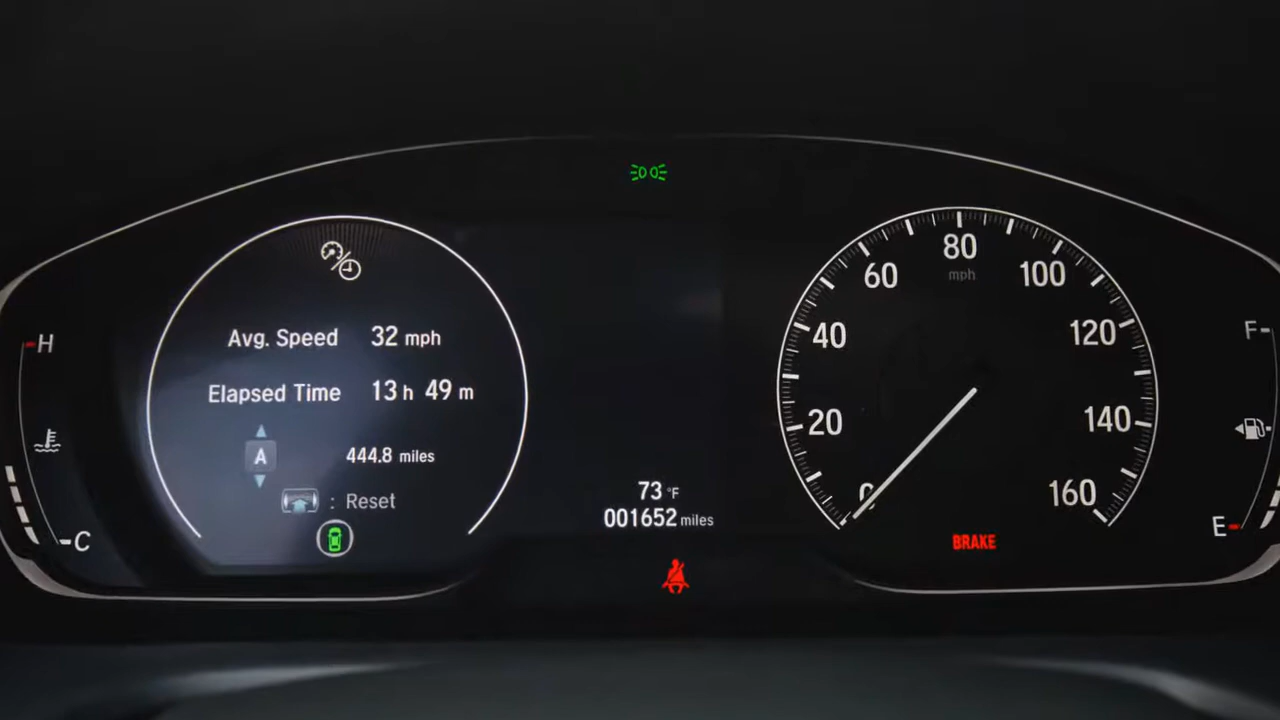 Avg. Speed 32 mph
Elapsed Time 13 h 49 m
A 444.8 miles
: Reset
H
C
73 °F
001652 miles
0
20
40
60
80
mph
100
120
140
160
BRAKE
F
E